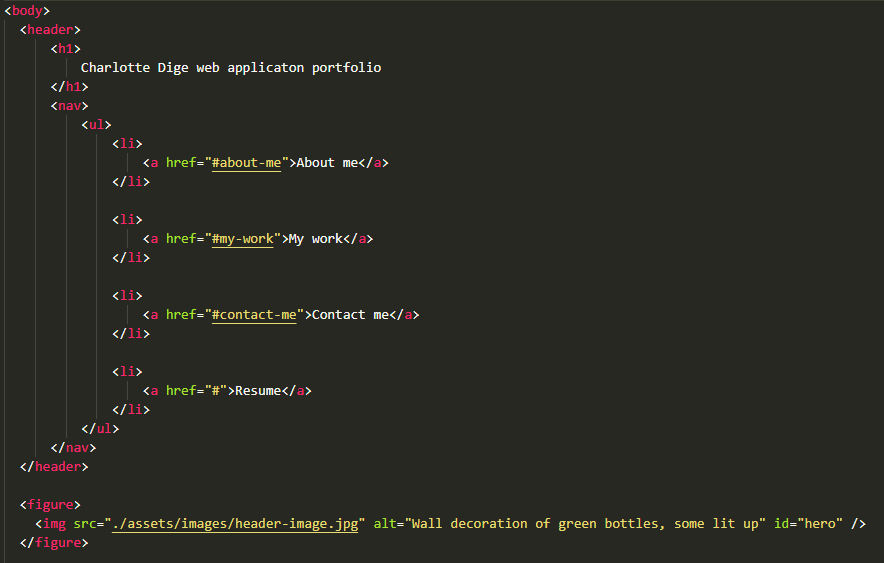 <body>
<header>
<h1>
Charlotte Dige web applicaton portfolio
</h1>
<nav>
<ul>
<li>
<a href="#about-me">About me</a>
</li>
<li>
<a href="#my-work">My work</a>
</li>
<li>
<a href="#contact-me">Contact me</a>
</li>
<li>
<a href="#">Resume</a>
</li>
</ul>
</nav>
</header>
<figure>
<img src="./assets/images/header-image.jpg" alt="Wall decoration of green bottles, some lit up" id="hero" />
</figure>